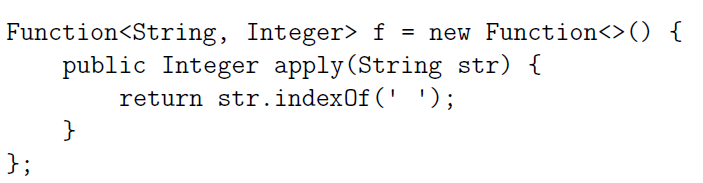 Function<String, Integer> f = new Function<>() {
    public Integer apply(String str) {
        return str.indexOf(' ');
    }
};